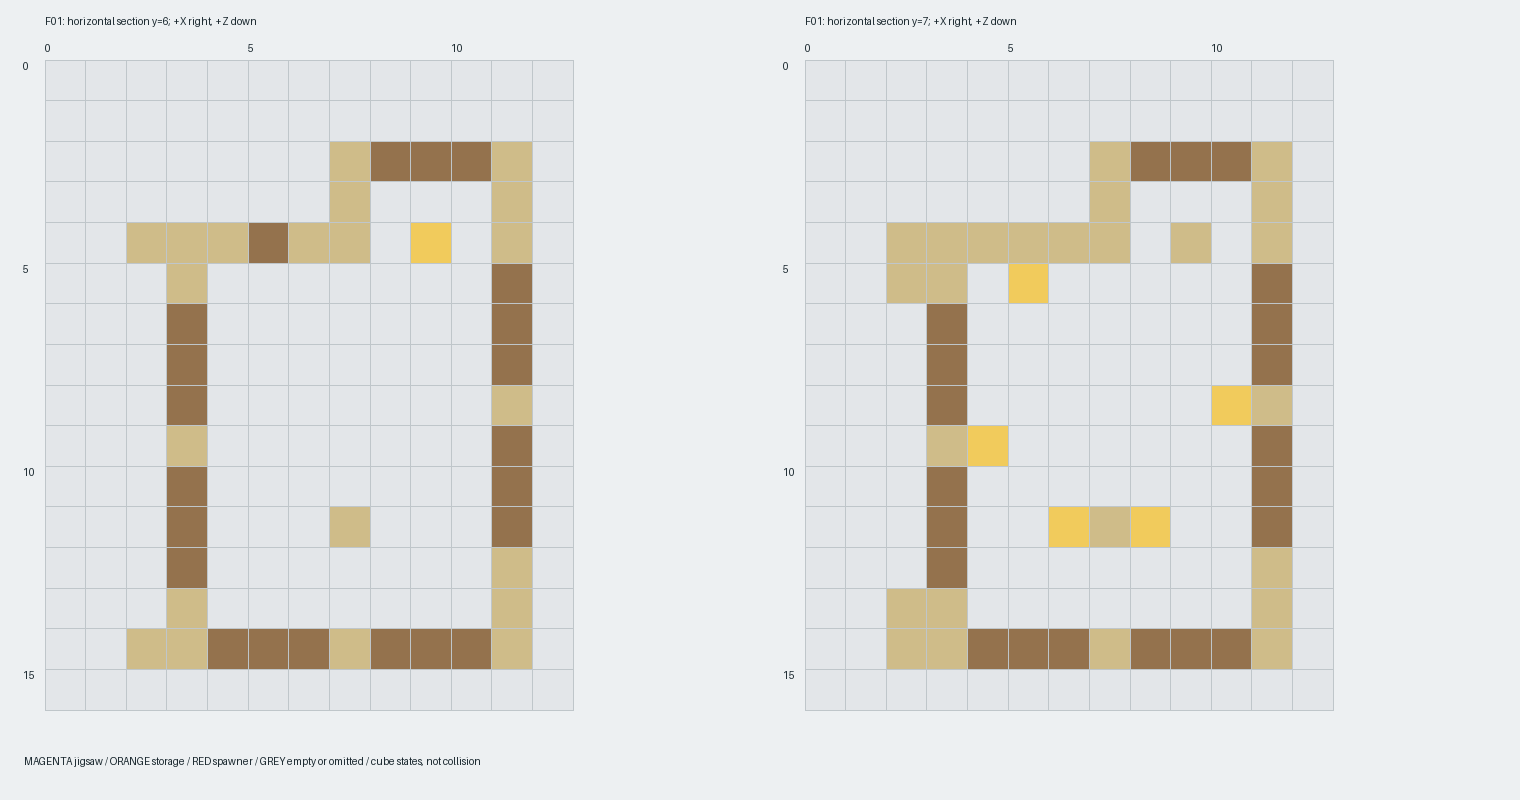 F01: horizontal section y=6; +X right, +Z down
F01: horizontal section y=7; +X right, +Z down
0 5 10
0 5 10
0
5
10
15
0
5
10
15
MAGENTA jigsaw / ORANGE storage / RED spawner / GREY empty or omitted / cube states, not collision